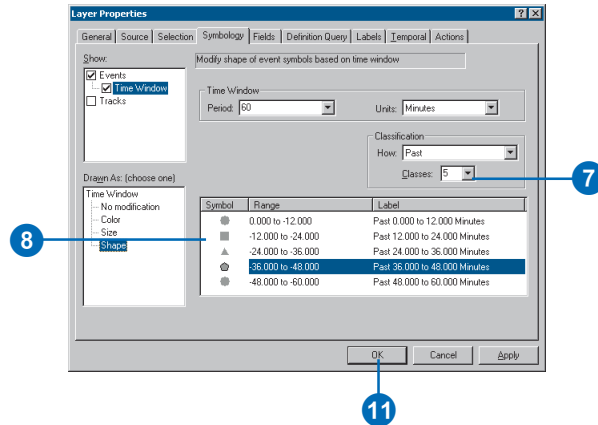 Layer Properties
General Source Selection Symbology Fields Definition Query Labels Temporal Actions
Show:
Events
Time Window
Tracks
Modify shape of event symbols based on time window
Time Window
Period: 60 Units: Minutes
Classification
How: Past
Classes: 5
7
Drawn As: (choose one)
Time Window
No modification
Color
Size
Shape
8
Symbol Range Label
0.000 to -12.000 Past 0.000 to 12.000 Minutes
-12.000 to -24.000 Past 12.000 to 24.000 Minutes
-24.000 to -36.000 Past 24.000 to 36.000 Minutes
-36.000 to -48.000 Past 36.000 to 48.000 Minutes
-48.000 to -60.000 Past 48.000 to 60.000 Minutes
OK Cancel Apply
11